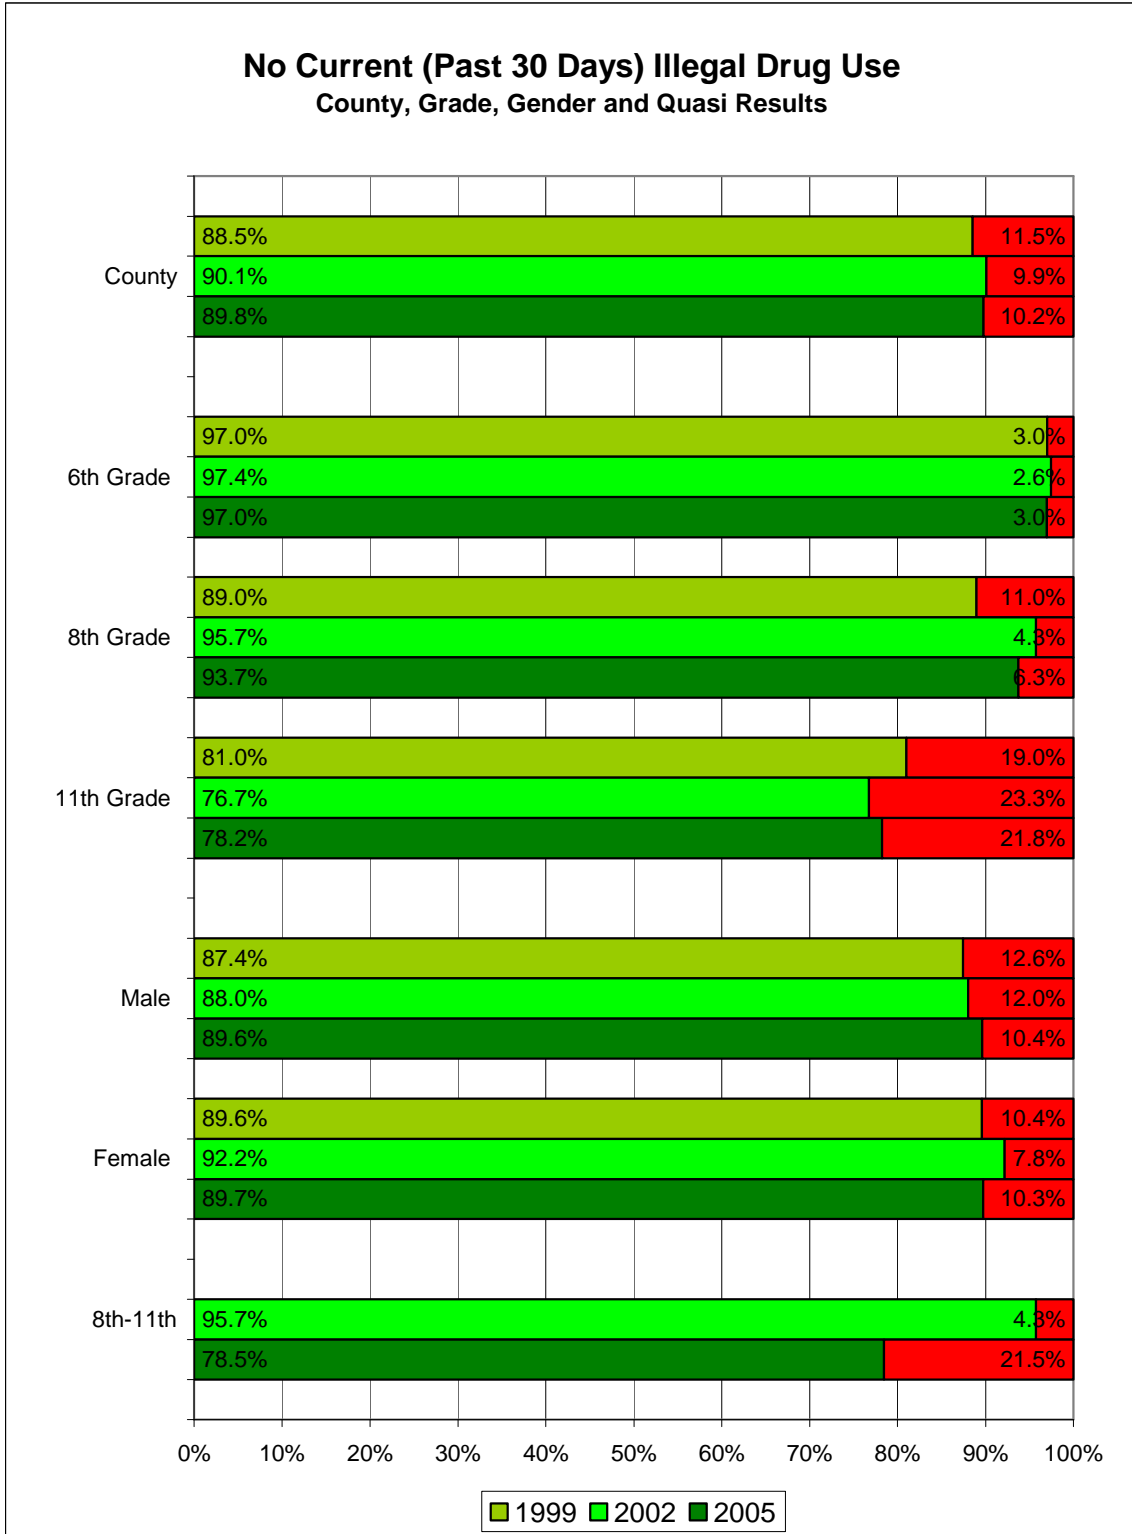 No Current (Past 30 Days) Illegal Drug Use
County, Grade, Gender and Quasi Results
88.5% 11.5%
County 90.1% 9.9%
89.8% 10.2%
97.0% 3.0%
6th Grade 97.4% 2.6%
97.0% 3.0%
89.0% 11.0%
8th Grade 95.7% 4.3%
93.7% 6.3%
81.0% 19.0%
11th Grade 76.7% 23.3%
78.2% 21.8%
87.4% 12.6%
Male 88.0% 12.0%
89.6% 10.4%
89.6% 10.4%
Female 92.2% 7.8%
89.7% 10.3%
8th-11th 95.7% 4.3%
78.5% 21.5%
0% 10% 20% 30% 40% 50% 60% 70% 80% 90% 100%
1999 2002 2005